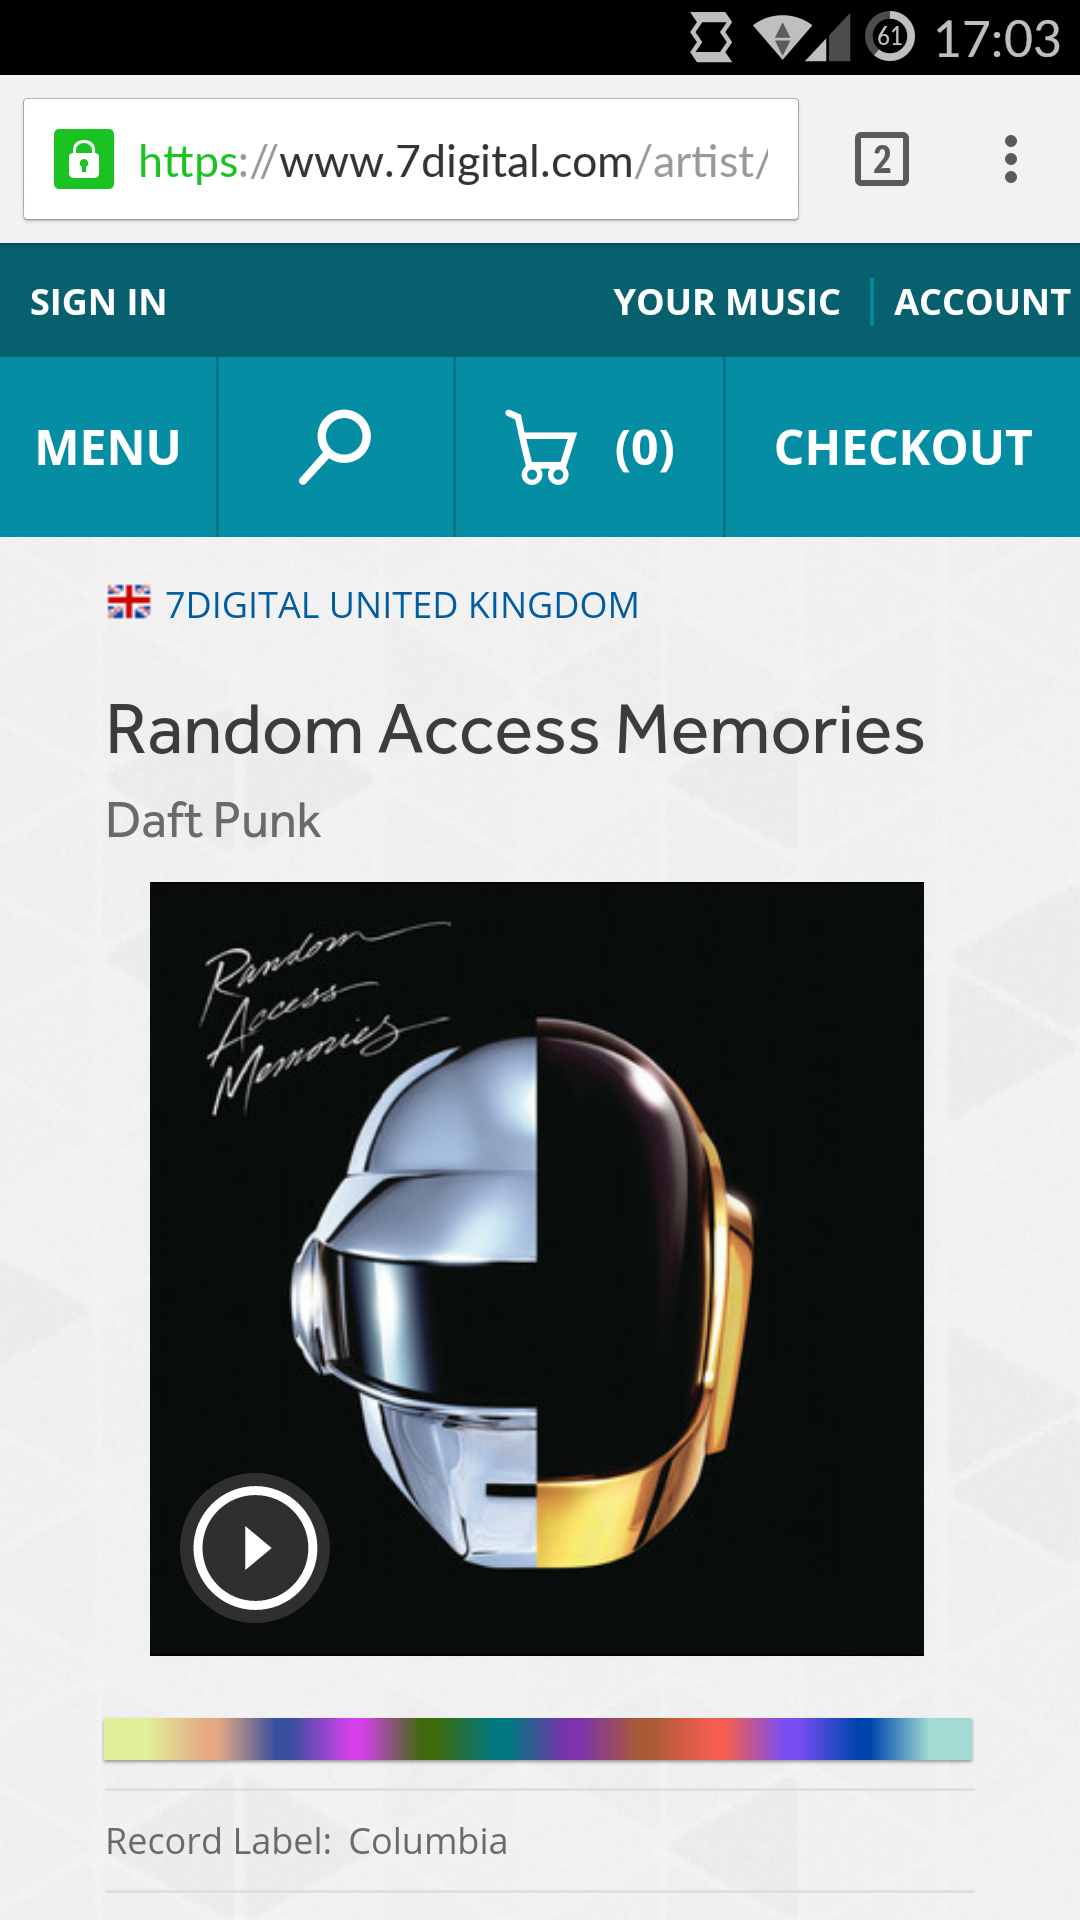 61 17:03
https://www.7digital.com/artist/
2
SIGN IN YOUR MUSIC ACCOUNT
MENU (0) CHECKOUT
7DIGITAL UNITED KINGDOM
Random Access Memories
Daft Punk
Random
Access
Memories
Record Label: Columbia